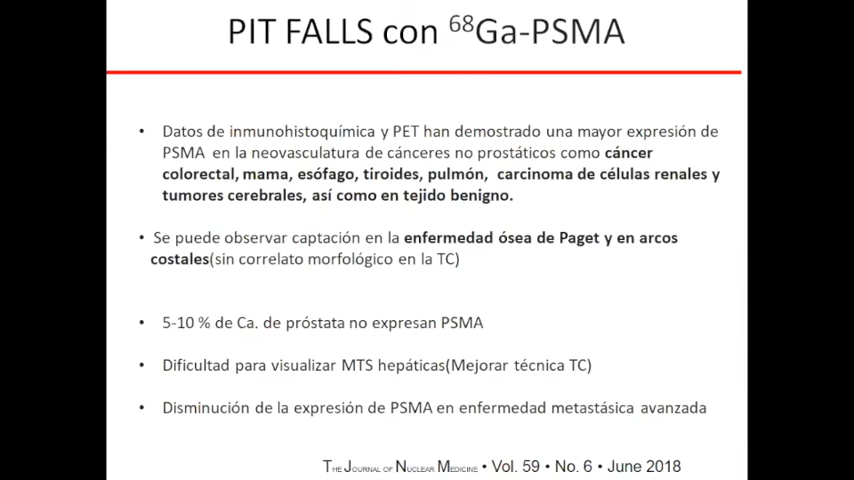 PIT FALLS con ⁶⁸Ga-PSMA
• Datos de inmunohistoquímica y PET han demostrado una mayor expresión de
PSMA en la neovasculatura de cánceres no prostáticos como cáncer
colorectal, mama, esófago, tiroides, pulmón, carcinoma de células renales y
tumores cerebrales, así como en tejido benigno.
• Se puede observar captación en la enfermedad ósea de Paget y en arcos
costales(sin correlato morfológico en la TC)
• 5-10 % de Ca. de próstata no expresan PSMA
• Dificultad para visualizar MTS hepáticas(Mejorar técnica TC)
• Disminución de la expresión de PSMA en enfermedad metastásica avanzada
THE JOURNAL OF NUCLEAR MEDICINE • Vol. 59 • No. 6 • June 2018